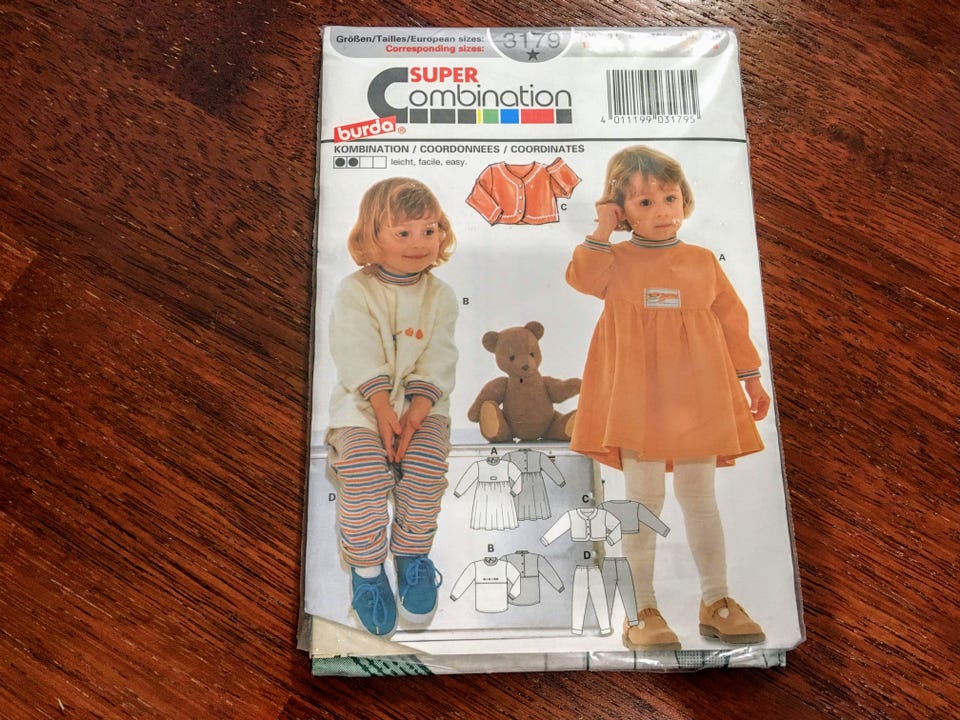 Größen/Tailles/European sizes:
Corresponding sizes:
3179
SUPER
Combination
burda®
4 011199 031795
KOMBINATION / COORDONNEES / COORDINATES
leicht, facile, easy.
C
A
B
D
A
C
B
D